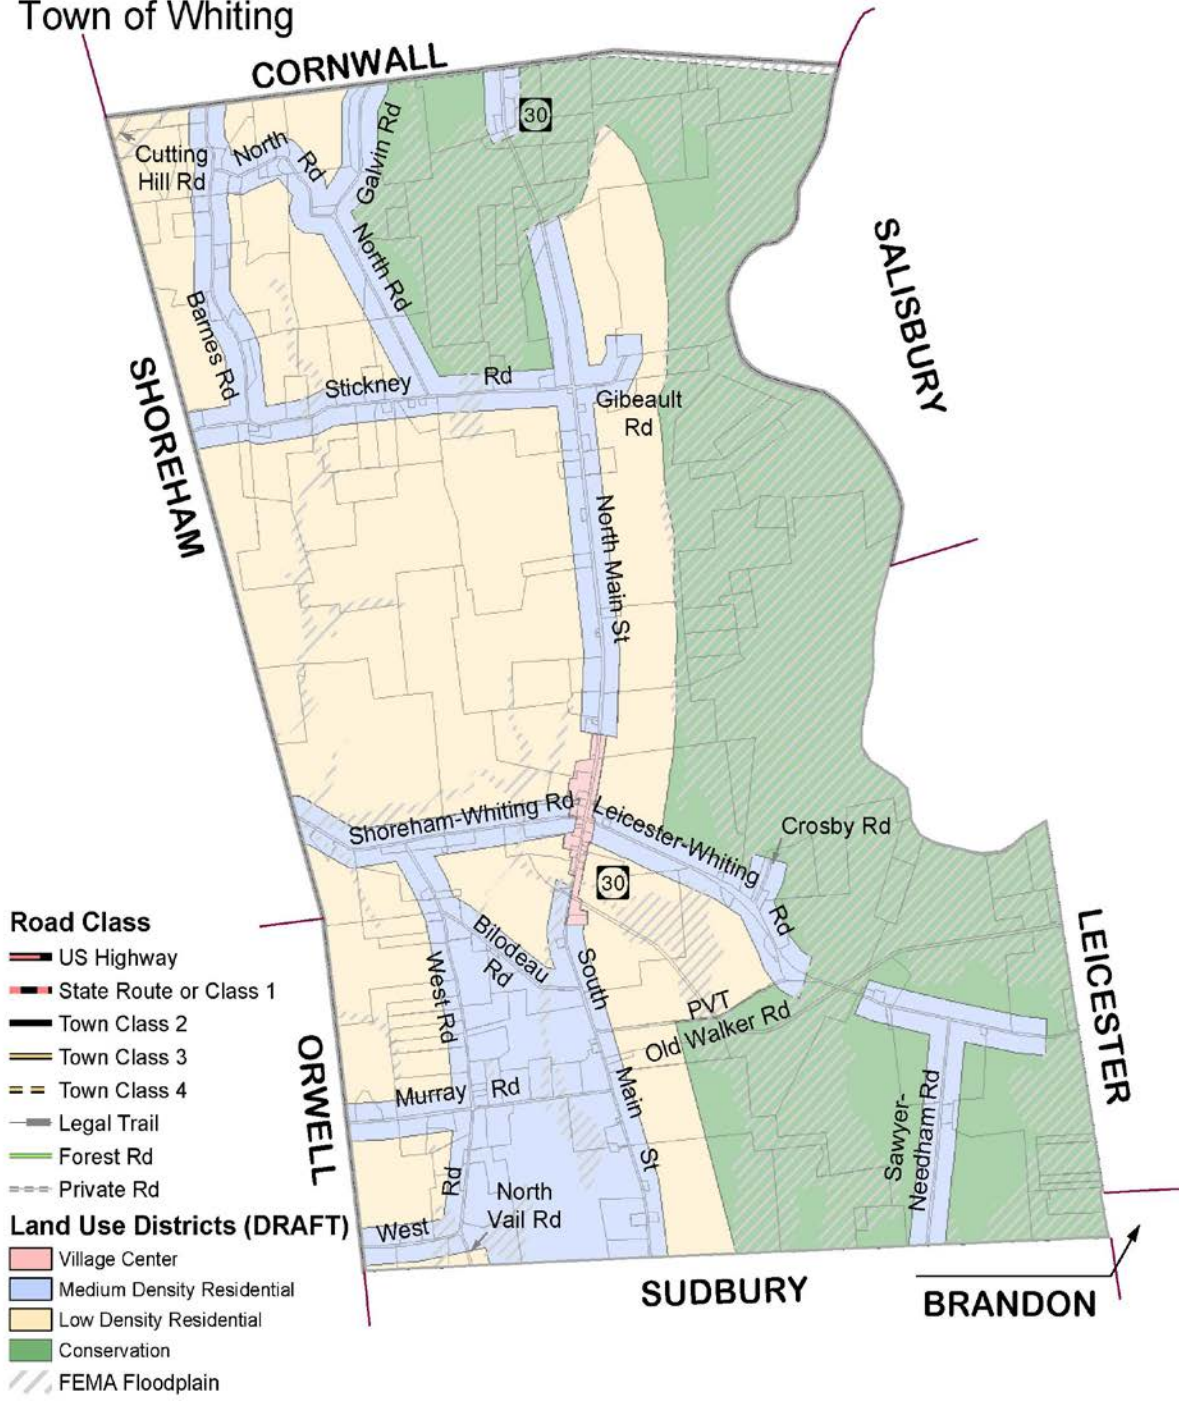 Town of Whiting
CORNWALL
30
Cutting
Hill Rd
North
Rd
Galvin Rd
North Rd
Barnes Rd
SALISBURY
SHOREHAM
Stickney
Rd
Gibeault
Rd
North Main St
Shoreham-Whiting Rd
Leicester-Whiting
Rd
Crosby Rd
30
Bilodeau
Rd
West Rd
South
Main
St
PVT
Old Walker Rd
LEICESTER
ORWELL
Murray
Rd
Sawyer-
Needham Rd
Rd
West
North
Vail Rd
SUDBURY
BRANDON
Road Class
US Highway
State Route or Class 1
Town Class 2
Town Class 3
Town Class 4
Legal Trail
Forest Rd
Private Rd
Land Use Districts (DRAFT)
Village Center
Medium Density Residential
Low Density Residential
Conservation
FEMA Floodplain